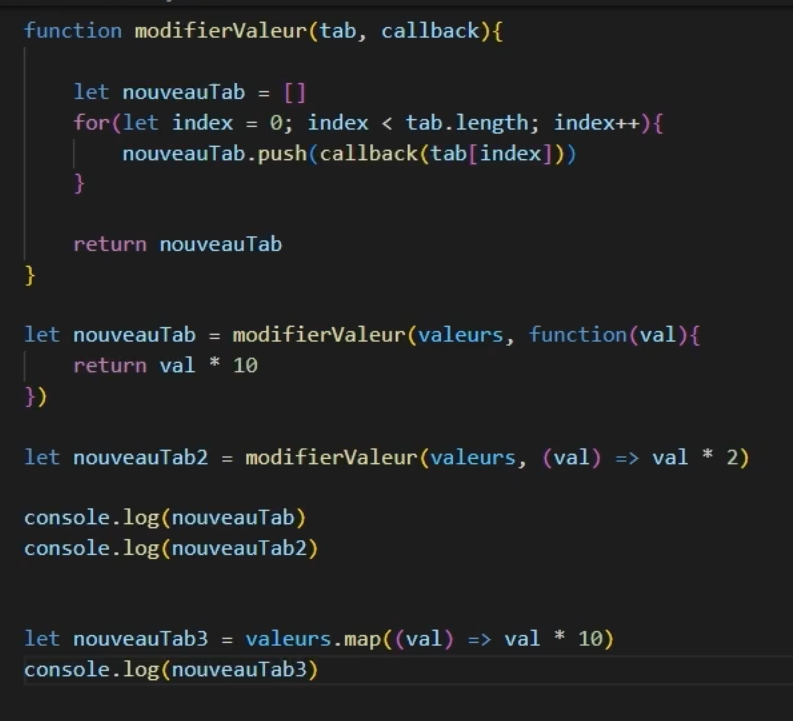 function modifierValeur(tab, callback){
let nouveauTab = []
for(let index = 0; index < tab.length; index++){
nouveauTab.push(callback(tab[index]))
}
return nouveauTab
}
let nouveauTab = modifierValeur(valeurs, function(val){
return val * 10
})
let nouveauTab2 = modifierValeur(valeurs, (val) => val * 2)
console.log(nouveauTab)
console.log(nouveauTab2)
let nouveauTab3 = valeurs.map((val) => val * 10)
console.log(nouveauTab3)